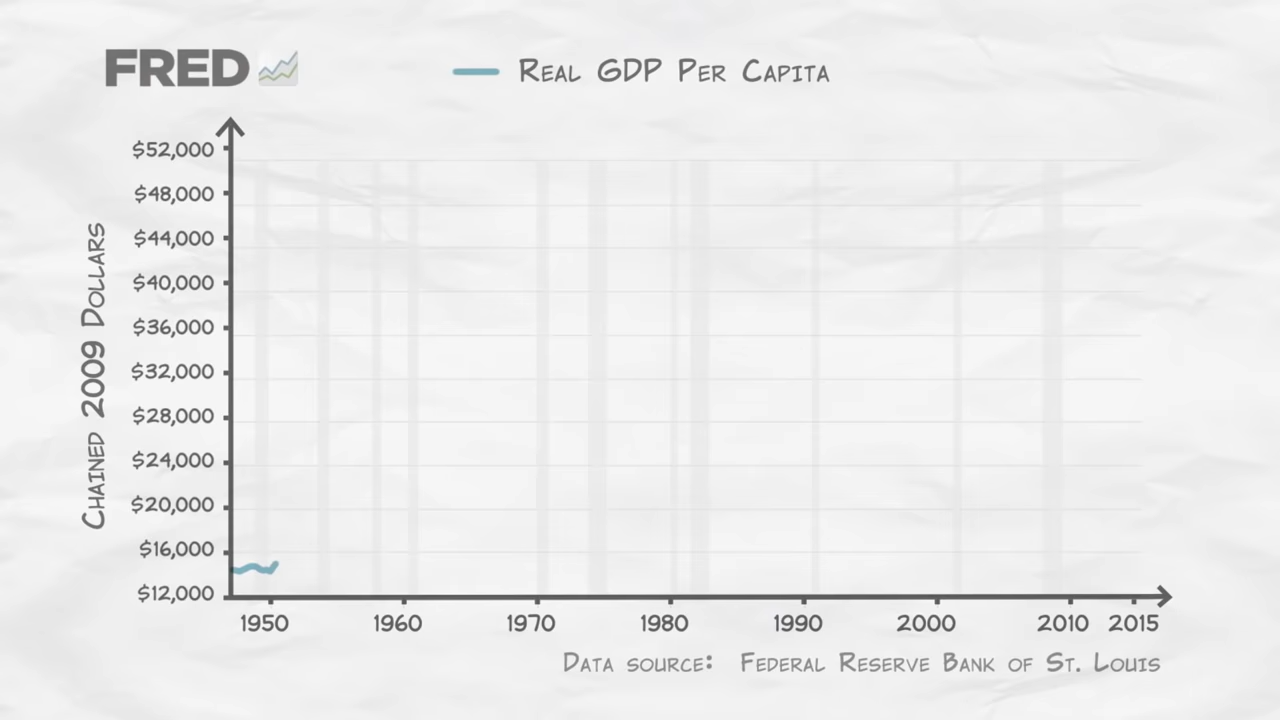 FRED
Real GDP Per Capita
$52,000
$48,000
$44,000
$40,000
$36,000
$32,000
$28,000
$24,000
$20,000
$16,000
$12,000
Chained 2009 Dollars
1950 1960 1970 1980 1990 2000 2010 2015
Data source: Federal Reserve Bank of St. Louis